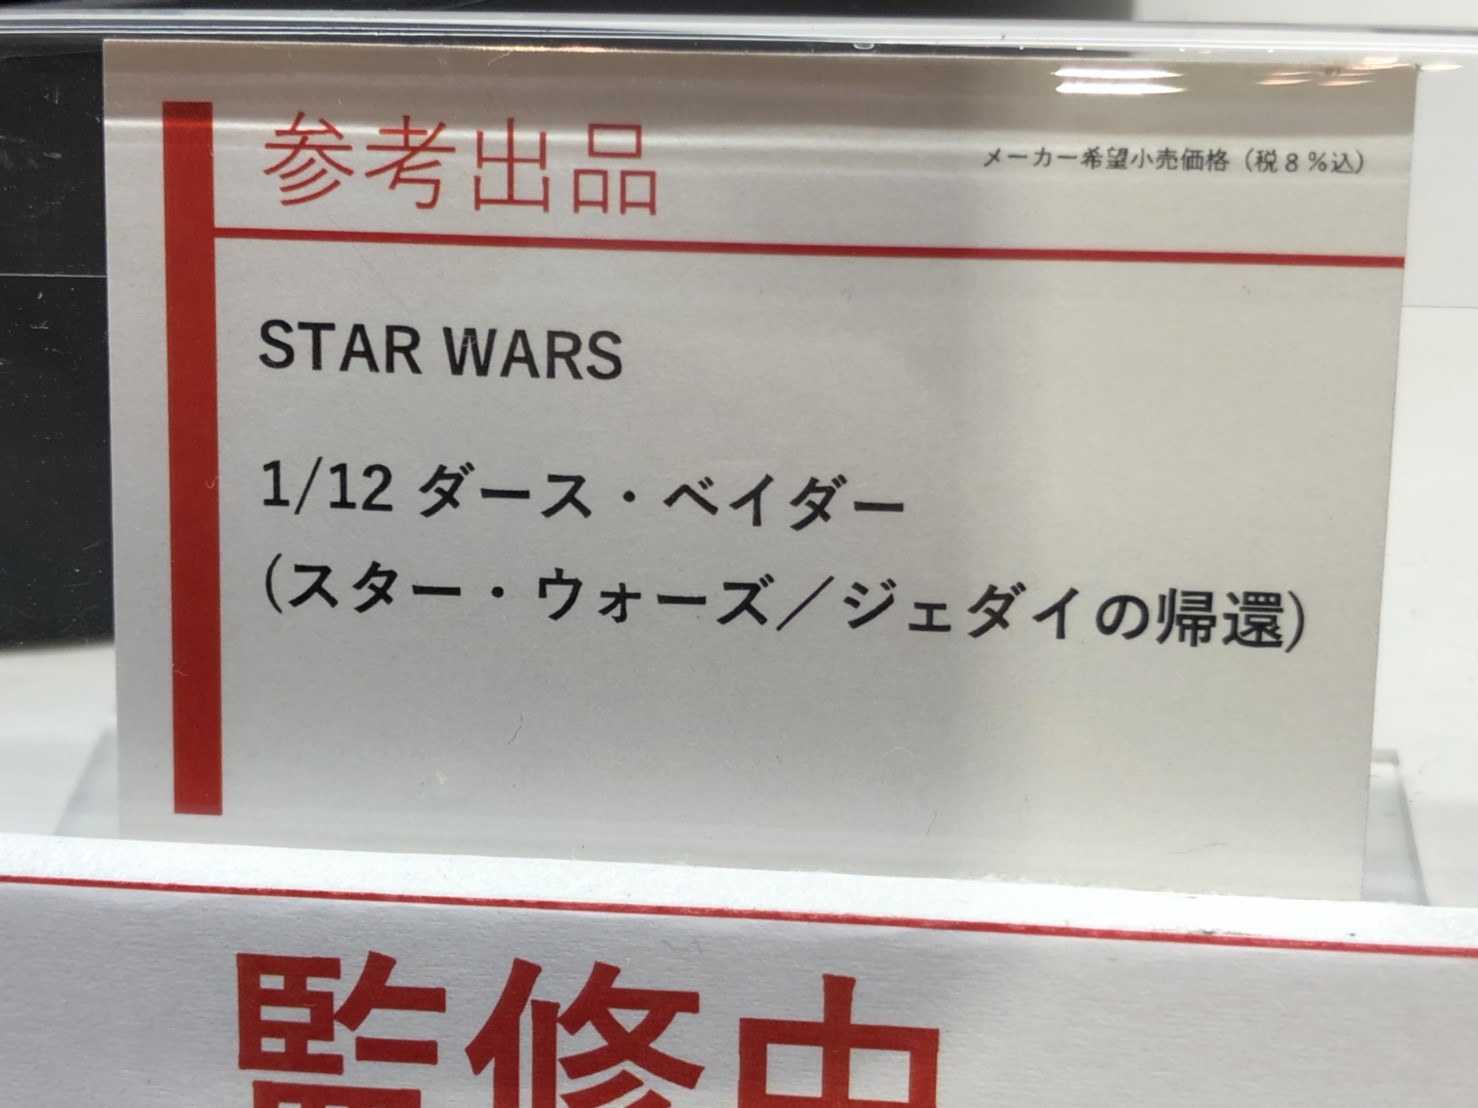 参考出品
メーカー希望小売価格（税8％込）
STAR WARS
1/12 ダース・ベイダー
（スター・ウォーズ／ジェダイの帰還）
監修中